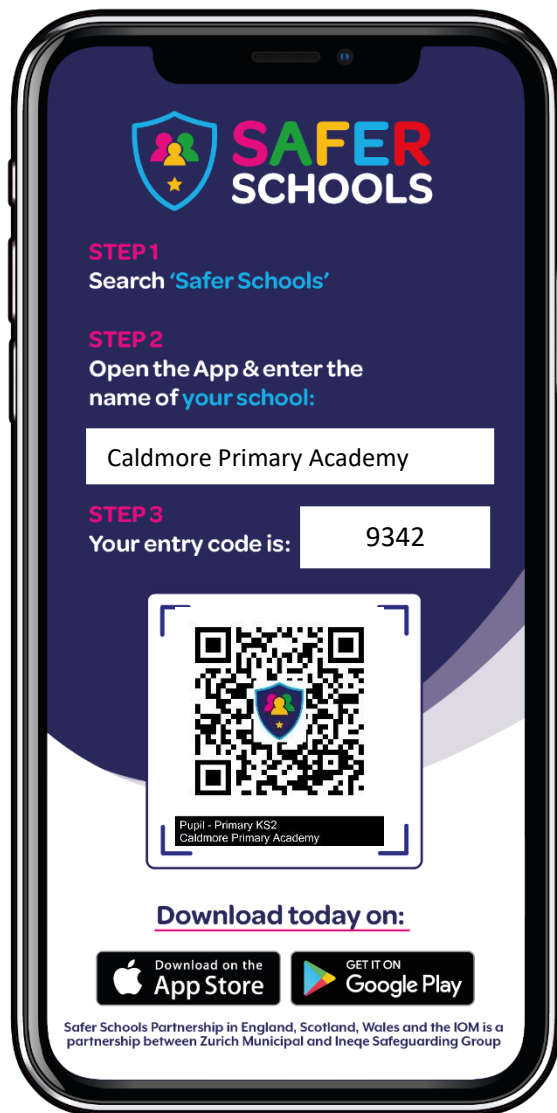 SAFER
SCHOOLS
STEP 1
Search ‘Safer Schools’
STEP 2
Open the App & enter the
name of your school:
Caldmore Primary Academy
STEP 3
Your entry code is:
9342
Pupil - Primary KS2
Caldmore Primary Academy
Download today on:
Download on the
App Store
GET IT ON
Google Play
Safer Schools Partnership in England, Scotland, Wales and the IOM is a
partnership between Zurich Municipal and Ineqe Safeguarding Group